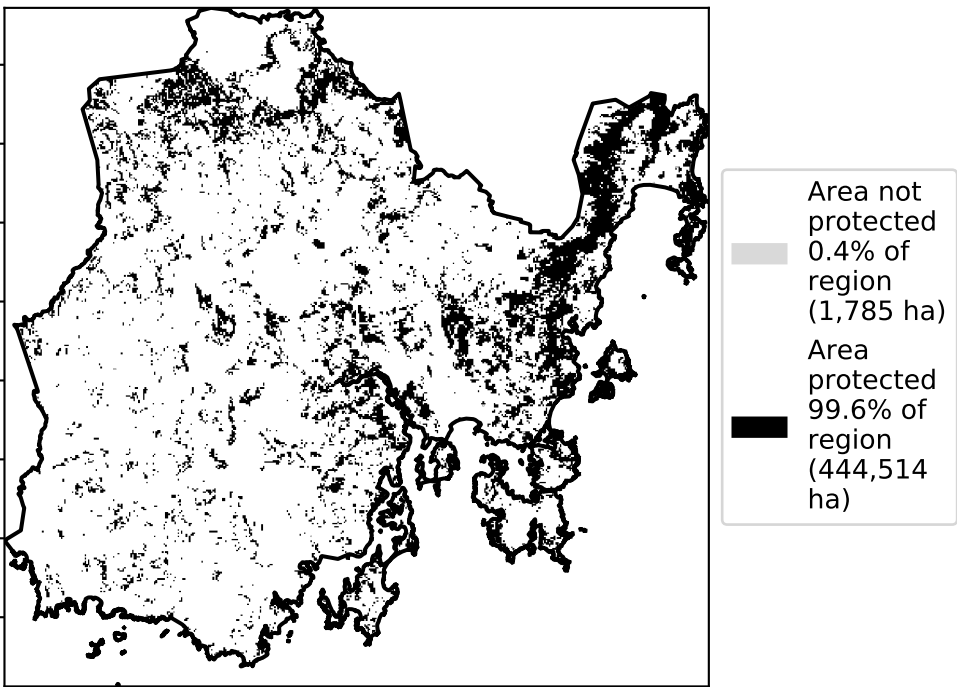 Area not
protected
0.4% of
region
(1,785 ha)
Area
protected
99.6% of
region
(444,514
ha)